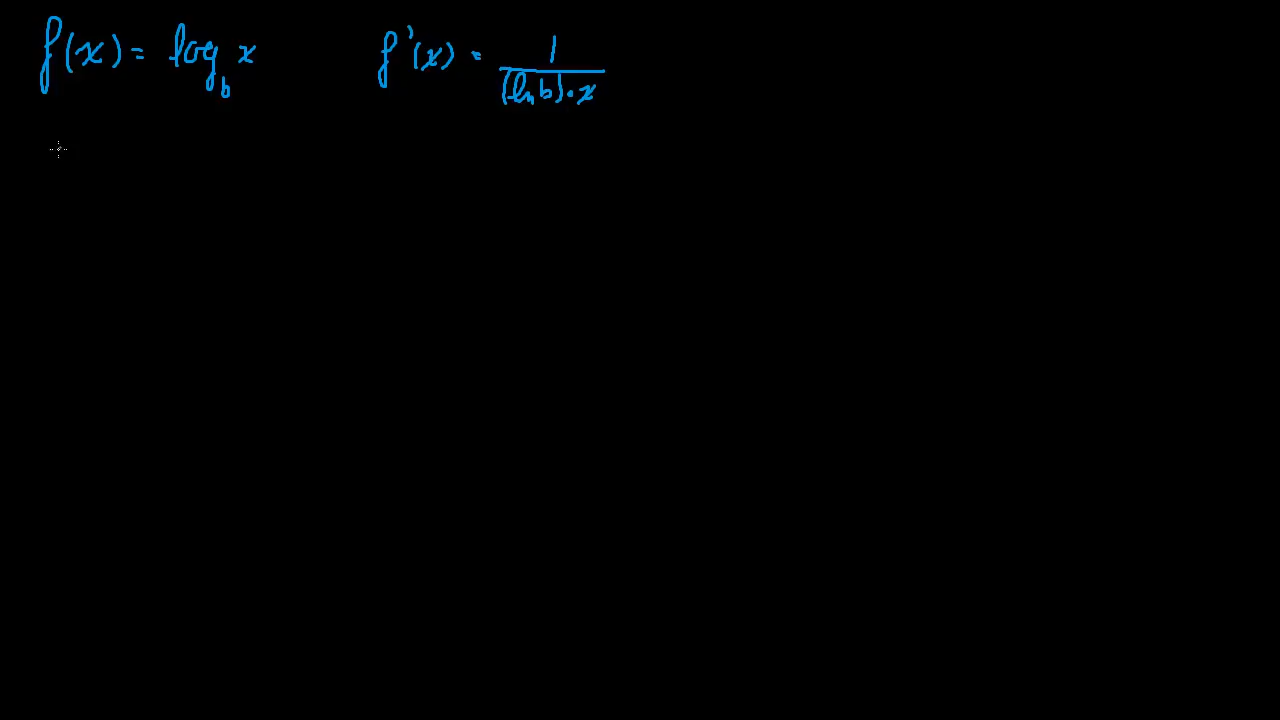 f(x) = log_b x    f'(x) = 1/((ln b) · x)